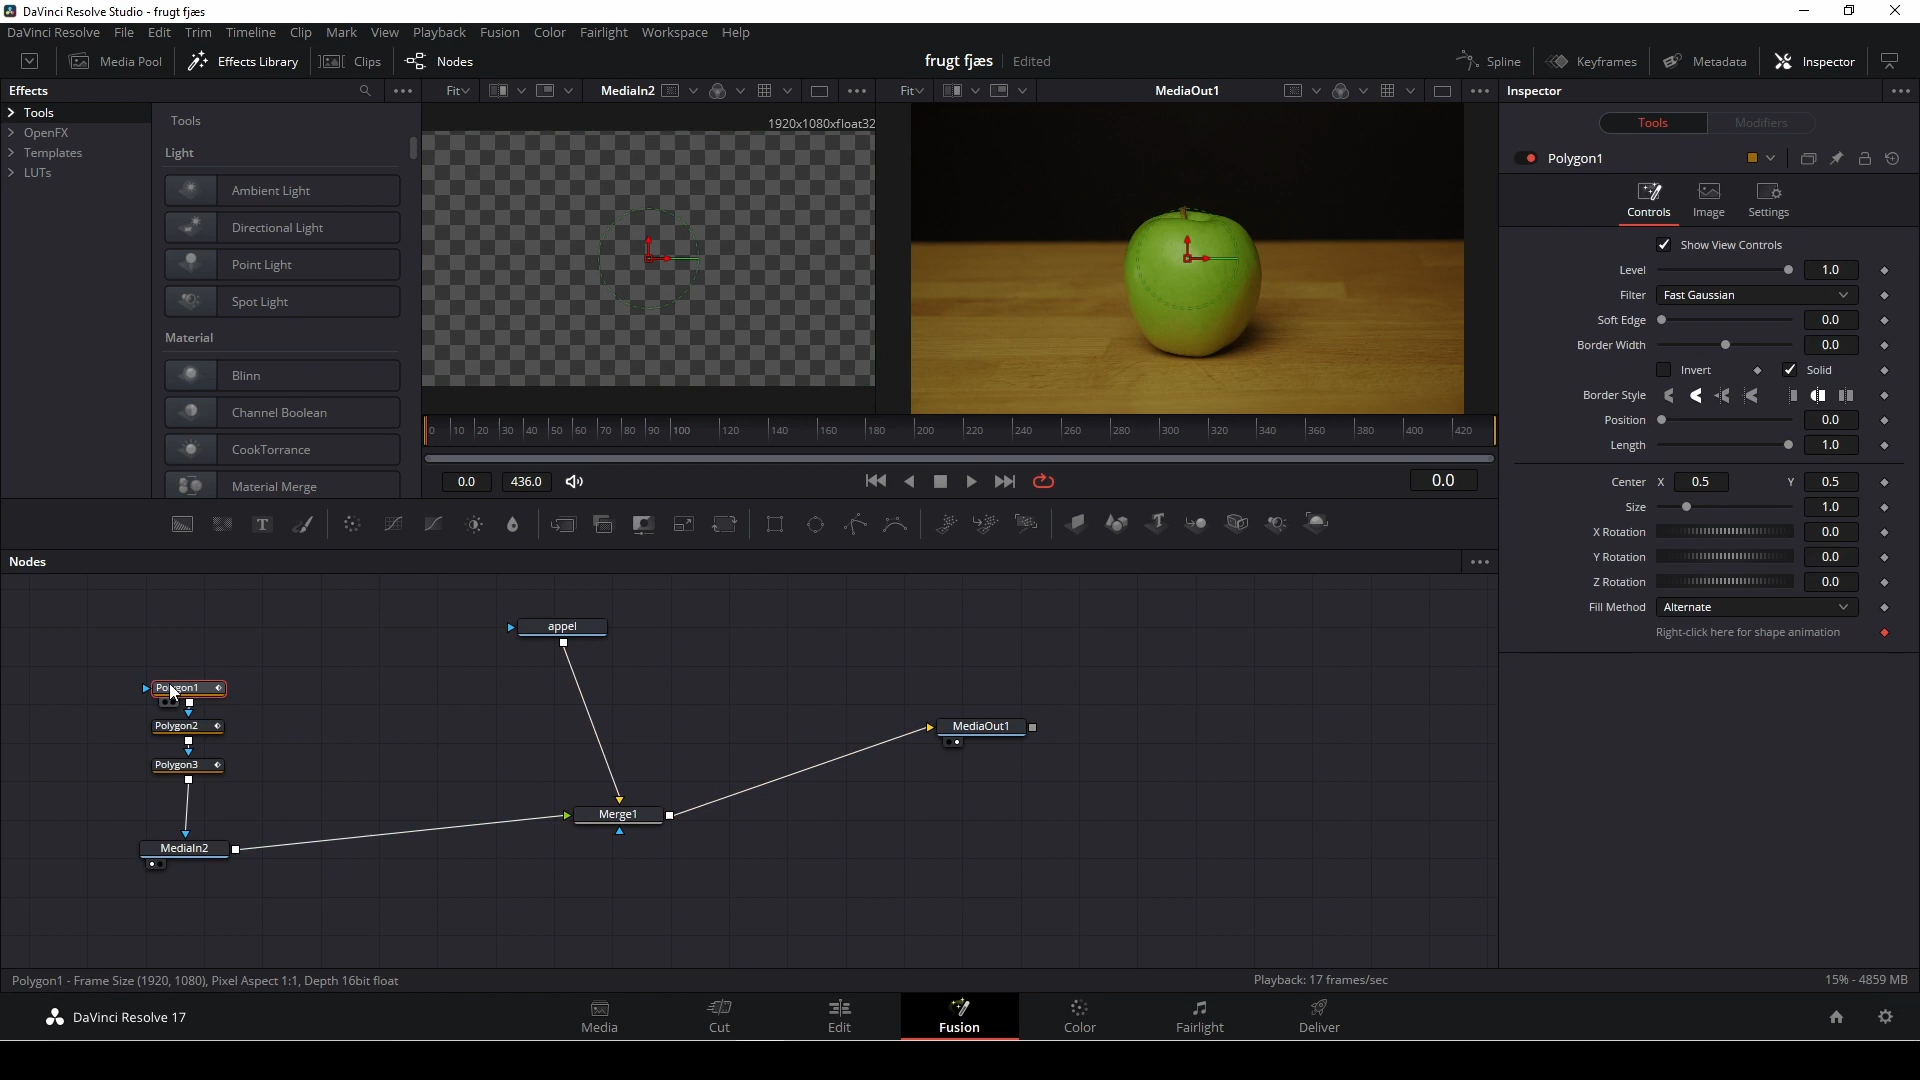 DaVinci Resolve Studio - frugt fjæs
DaVinci Resolve File Edit Trim Timeline Clip Mark View Playback Fusion Color Fairlight Workspace Help
Media Pool Effects Library Clips Nodes frugt fjæs Edited Spline Keyframes Metadata Inspector
Effects Fit MediaIn2 Fit MediaOut1 Inspector
Tools
OpenFX
Templates
LUTs
Tools
Light
Ambient Light
Directional Light
Point Light
Spot Light
Material
Blinn
Channel Boolean
CookTorrance
Material Merge
1920x1080xfloat32
0 10 20 30 40 50 60 70 80 90 100 120 140 160 180 200 220 240 260 280 300 320 340 360 380 400 420
0.0 436.0 0.0
Tools Modifiers
Polygon1
Controls Image Settings
Show View Controls
Level 1.0
Filter Fast Gaussian
Soft Edge 0.0
Border Width 0.0
Invert Solid
Border Style
Position 0.0
Length 1.0
Center X 0.5 Y 0.5
Size 1.0
X Rotation 0.0
Y Rotation 0.0
Z Rotation 0.0
Fill Method Alternate
Right-click here for shape animation
T
T
Nodes
appel
Polygon1
Polygon2
Polygon3
MediaIn2
Merge1
MediaOut1
Polygon1 - Frame Size (1920, 1080), Pixel Aspect 1:1, Depth 16bit float Playback: 17 frames/sec 15% - 4859 MB
DaVinci Resolve 17 Media Cut Edit Fusion Color Fairlight Deliver